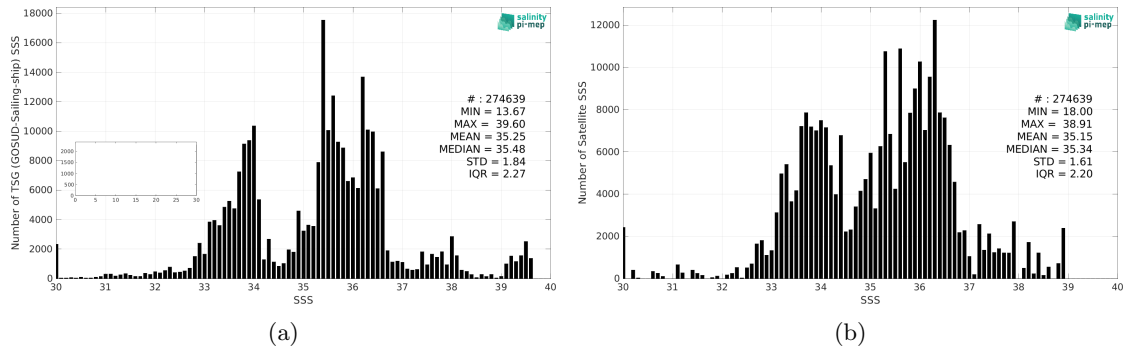 salinity
pi-mep
Number of TSG (GOSUD-Sailing-ship) SSS
18000
16000
14000
12000
10000
8000
6000
4000
2000
0
# : 274639
MIN = 13.67
MAX = 39.60
MEAN = 35.25
MEDIAN = 35.48
STD = 1.84
IQR = 2.27
2000
1500
1000
500
0
0 5 10 15 20 25 30
30 31 32 33 34 35 36 37 38 39 40
SSS
(a)
salinity
pi-mep
Number of Satellite SSS
12000
10000
8000
6000
4000
2000
0
# : 274639
MIN = 18.00
MAX = 38.91
MEAN = 35.15
MEDIAN = 35.34
STD = 1.61
IQR = 2.20
30 31 32 33 34 35 36 37 38 39 40
SSS
(b)